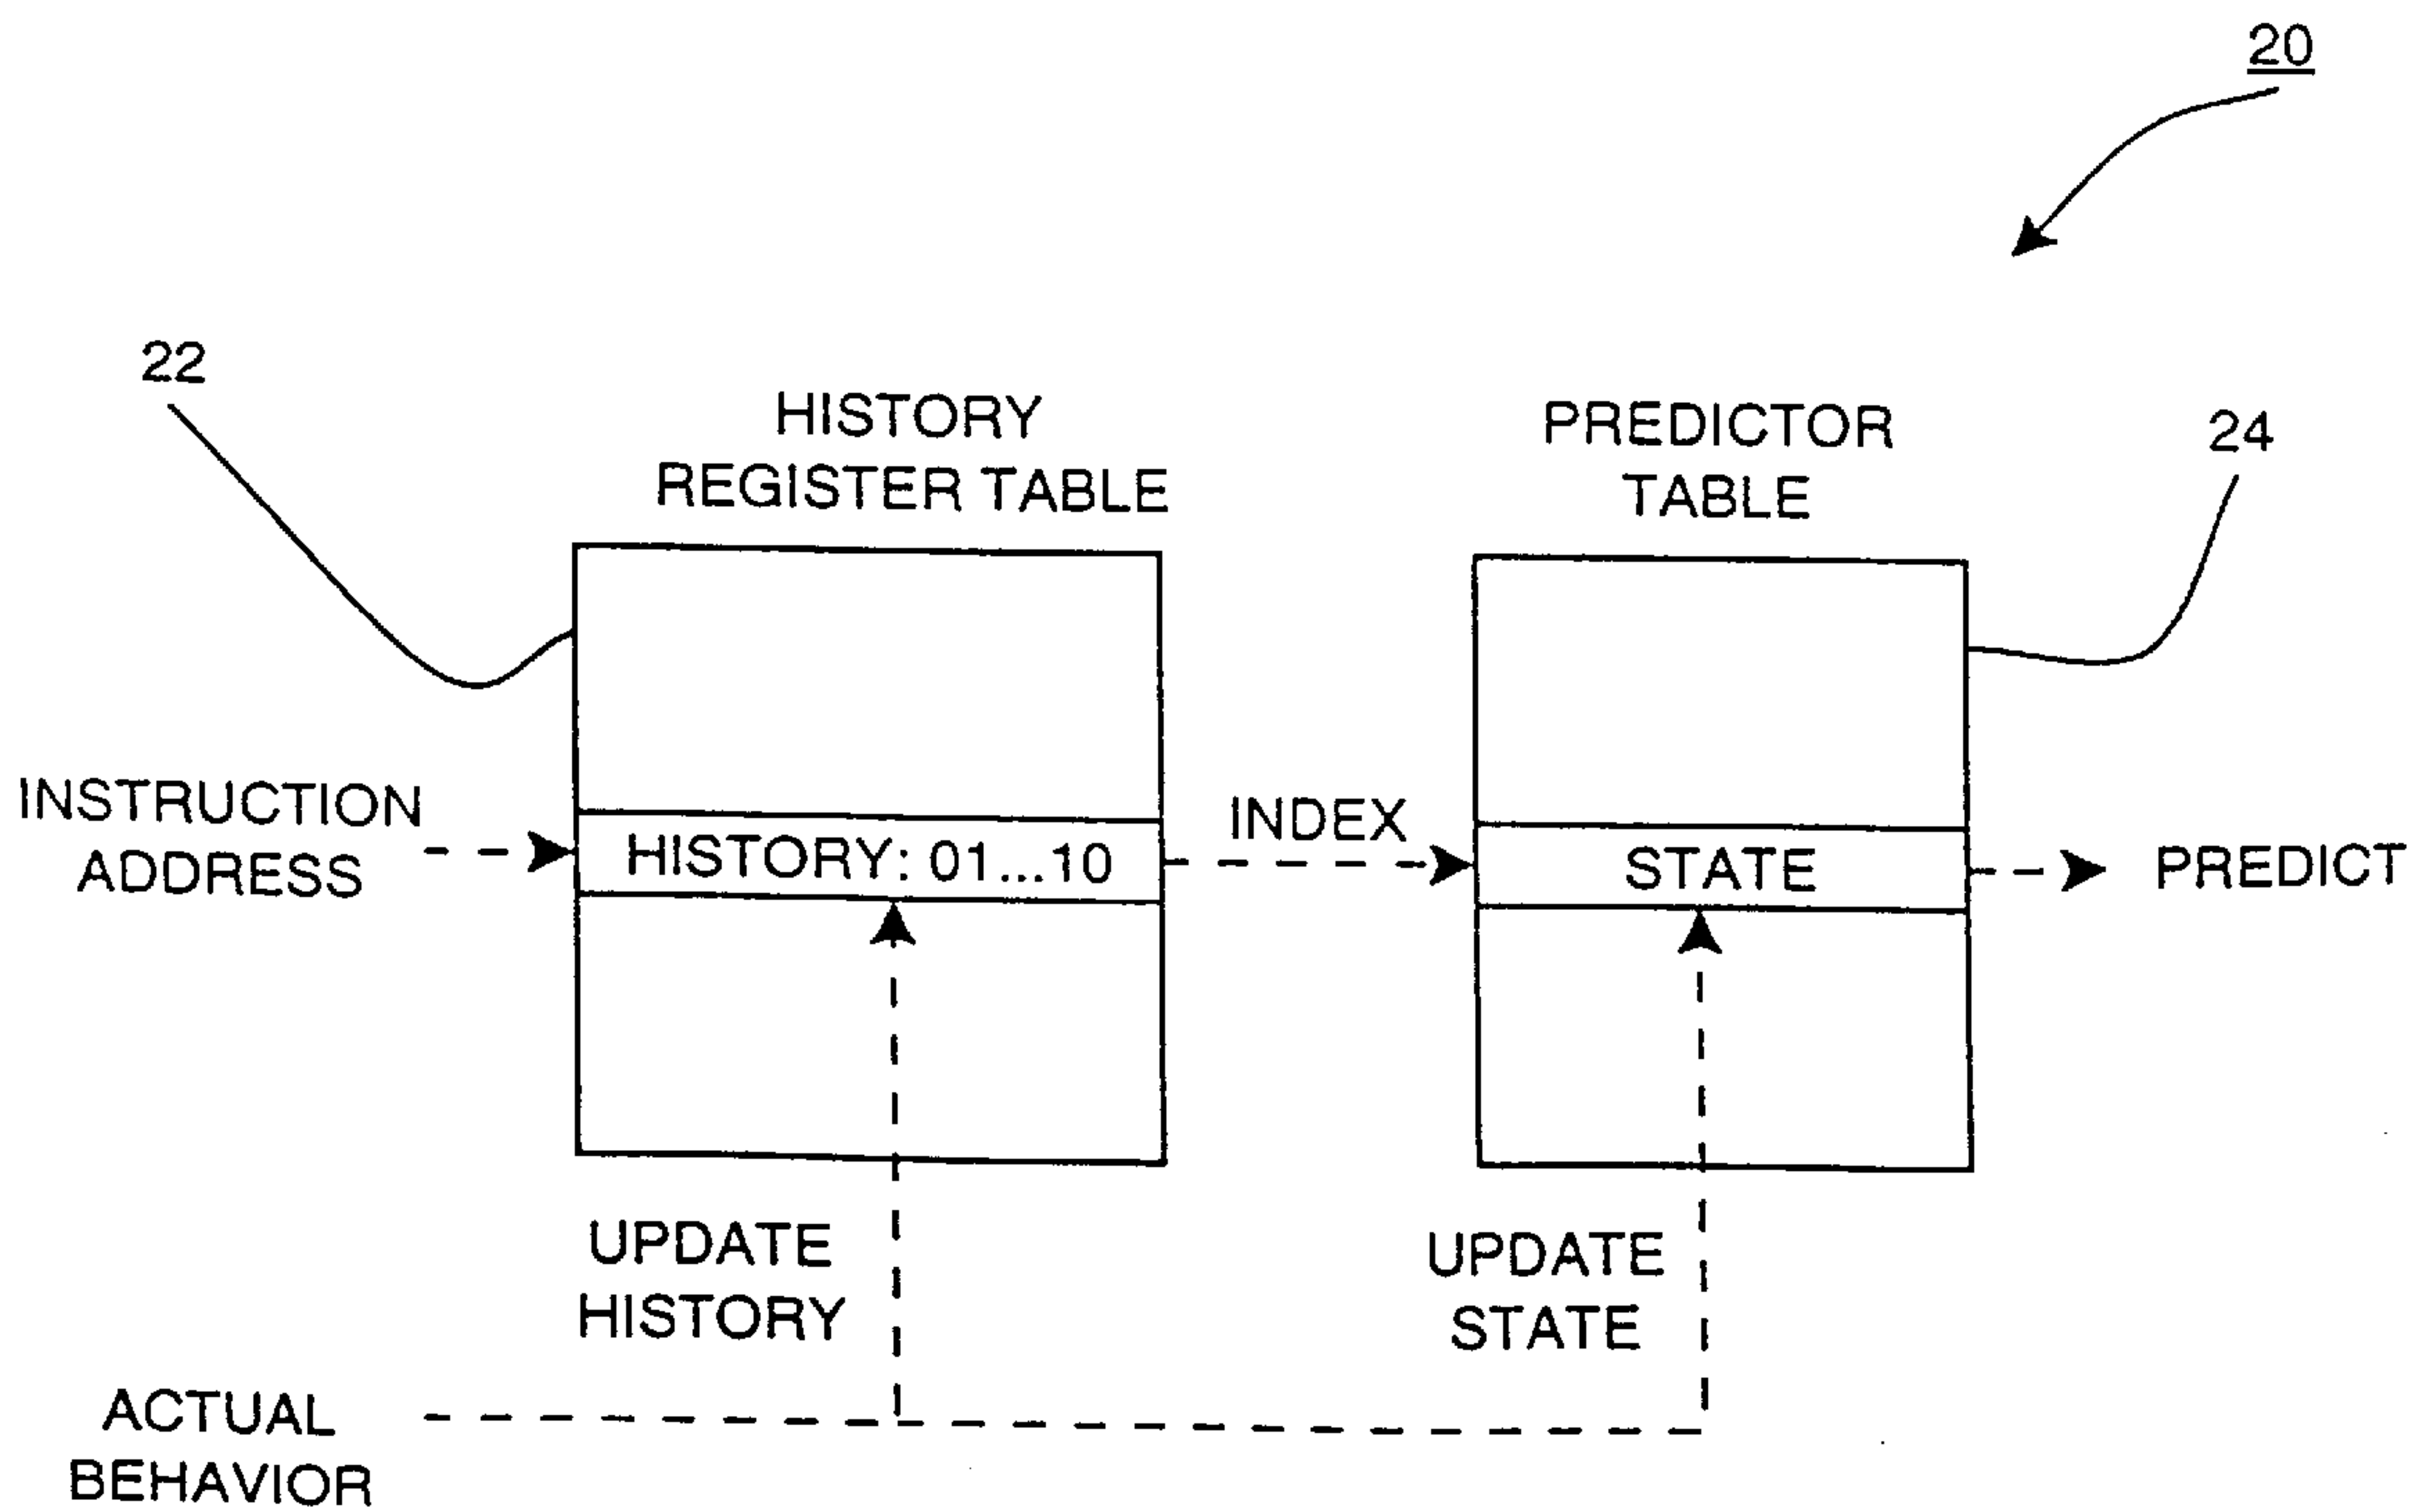 20
22
HISTORY
REGISTER TABLE
PREDICTOR
TABLE
24
INSTRUCTION
ADDRESS
HISTORY: 01...10
INDEX
STATE
PREDICT
UPDATE
HISTORY
UPDATE
STATE
ACTUAL
BEHAVIOR